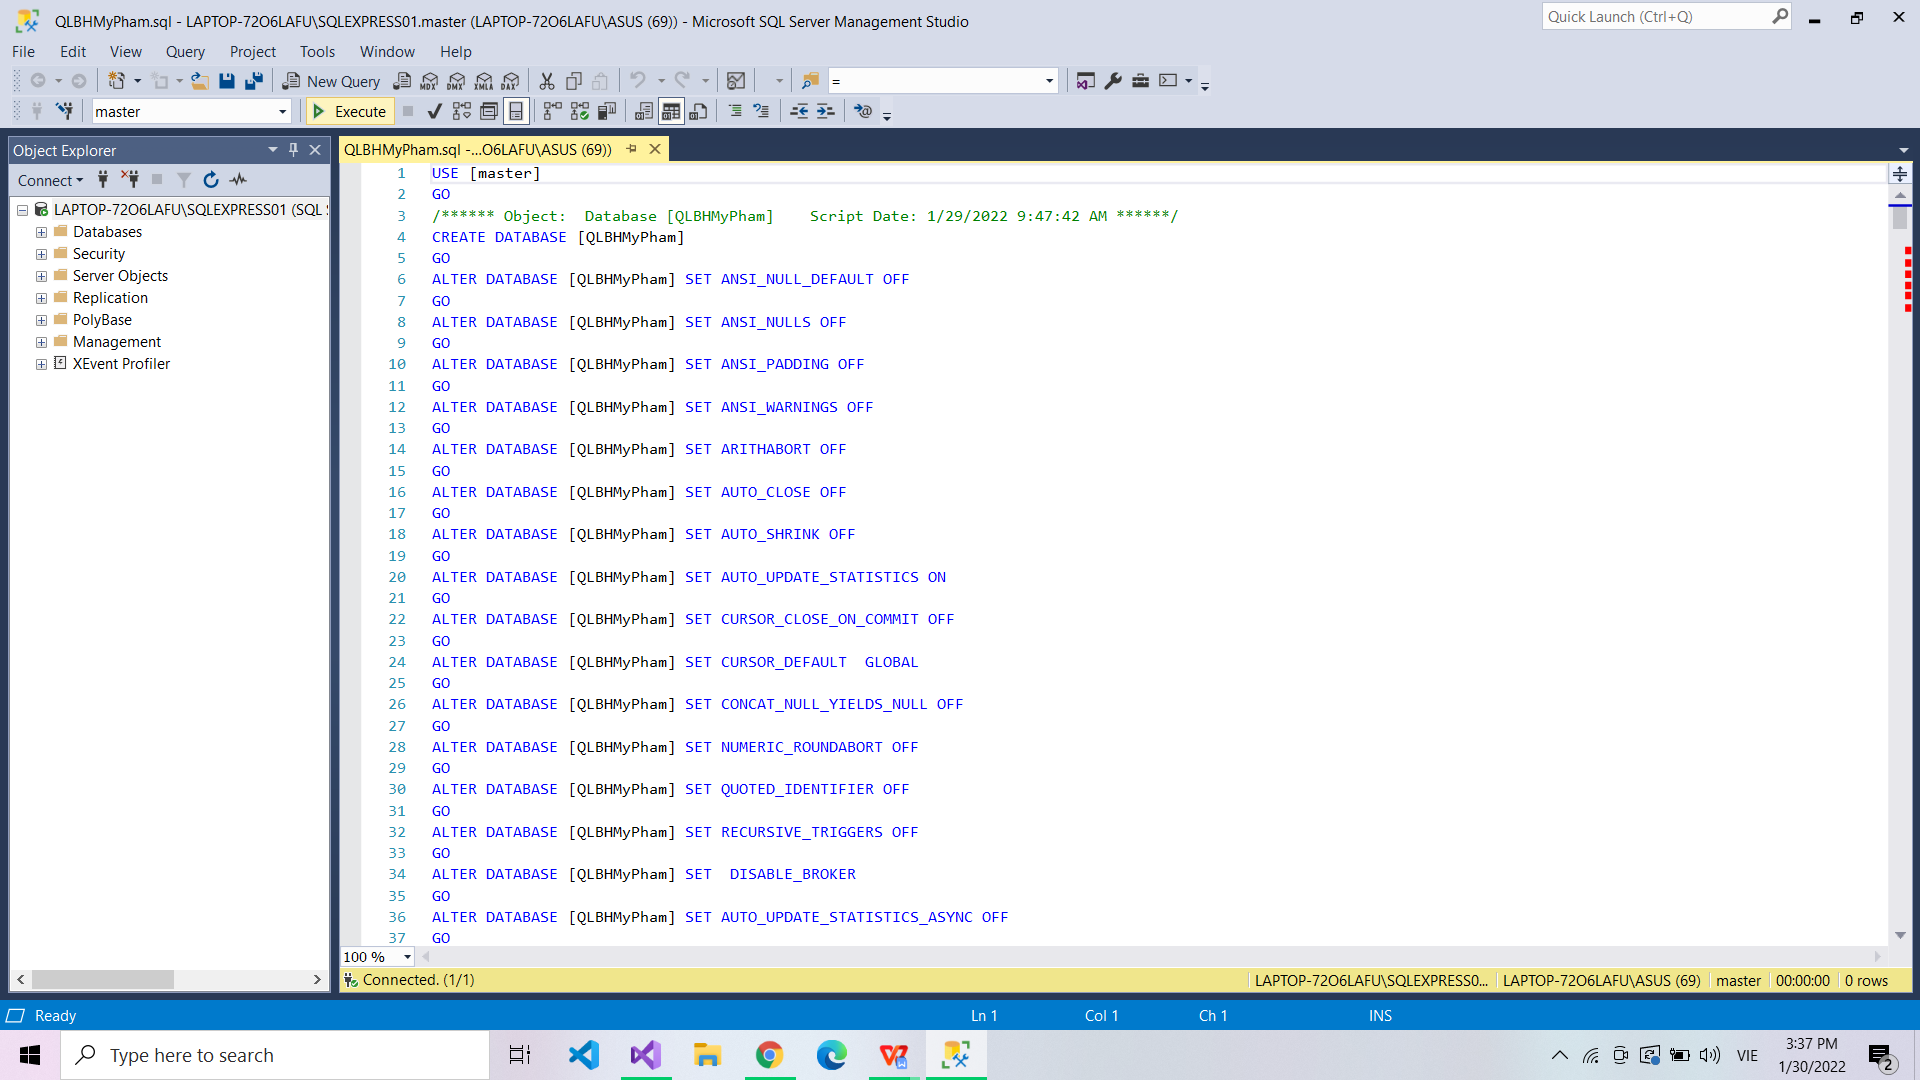 QLBHMyPham.sql - LAPTOP-72O6LAFU\SQLEXPRESS01.master (LAPTOP-72O6LAFU\ASUS (69)) - Microsoft SQL Server Management Studio
Quick Launch (Ctrl+Q)
File Edit View Query Project Tools Window Help
New Query MDX DMX XMLA DAX =
master Execute
Object Explorer
QLBHMyPham.sql -...O6LAFU\ASUS (69))
Connect
LAPTOP-72O6LAFU\SQLEXPRESS01 (SQL
Databases
Security
Server Objects
Replication
PolyBase
Management
XEvent Profiler
1 USE [master]
2 GO
3 /****** Object:  Database [QLBHMyPham]    Script Date: 1/29/2022 9:47:42 AM ******/
4 CREATE DATABASE [QLBHMyPham]
5 GO
6 ALTER DATABASE [QLBHMyPham] SET ANSI_NULL_DEFAULT OFF
7 GO
8 ALTER DATABASE [QLBHMyPham] SET ANSI_NULLS OFF
9 GO
10 ALTER DATABASE [QLBHMyPham] SET ANSI_PADDING OFF
11 GO
12 ALTER DATABASE [QLBHMyPham] SET ANSI_WARNINGS OFF
13 GO
14 ALTER DATABASE [QLBHMyPham] SET ARITHABORT OFF
15 GO
16 ALTER DATABASE [QLBHMyPham] SET AUTO_CLOSE OFF
17 GO
18 ALTER DATABASE [QLBHMyPham] SET AUTO_SHRINK OFF
19 GO
20 ALTER DATABASE [QLBHMyPham] SET AUTO_UPDATE_STATISTICS ON
21 GO
22 ALTER DATABASE [QLBHMyPham] SET CURSOR_CLOSE_ON_COMMIT OFF
23 GO
24 ALTER DATABASE [QLBHMyPham] SET CURSOR_DEFAULT  GLOBAL
25 GO
26 ALTER DATABASE [QLBHMyPham] SET CONCAT_NULL_YIELDS_NULL OFF
27 GO
28 ALTER DATABASE [QLBHMyPham] SET NUMERIC_ROUNDABORT OFF
29 GO
30 ALTER DATABASE [QLBHMyPham] SET QUOTED_IDENTIFIER OFF
31 GO
32 ALTER DATABASE [QLBHMyPham] SET RECURSIVE_TRIGGERS OFF
33 GO
34 ALTER DATABASE [QLBHMyPham] SET  DISABLE_BROKER
35 GO
36 ALTER DATABASE [QLBHMyPham] SET AUTO_UPDATE_STATISTICS_ASYNC OFF
37 GO
100 %
Connected. (1/1) LAPTOP-72O6LAFU\SQLEXPRESS0... LAPTOP-72O6LAFU\ASUS (69) master 00:00:00 0 rows
Ready Ln 1 Col 1 Ch 1 INS
Type here to search
VIE
3:37 PM
1/30/2022
2